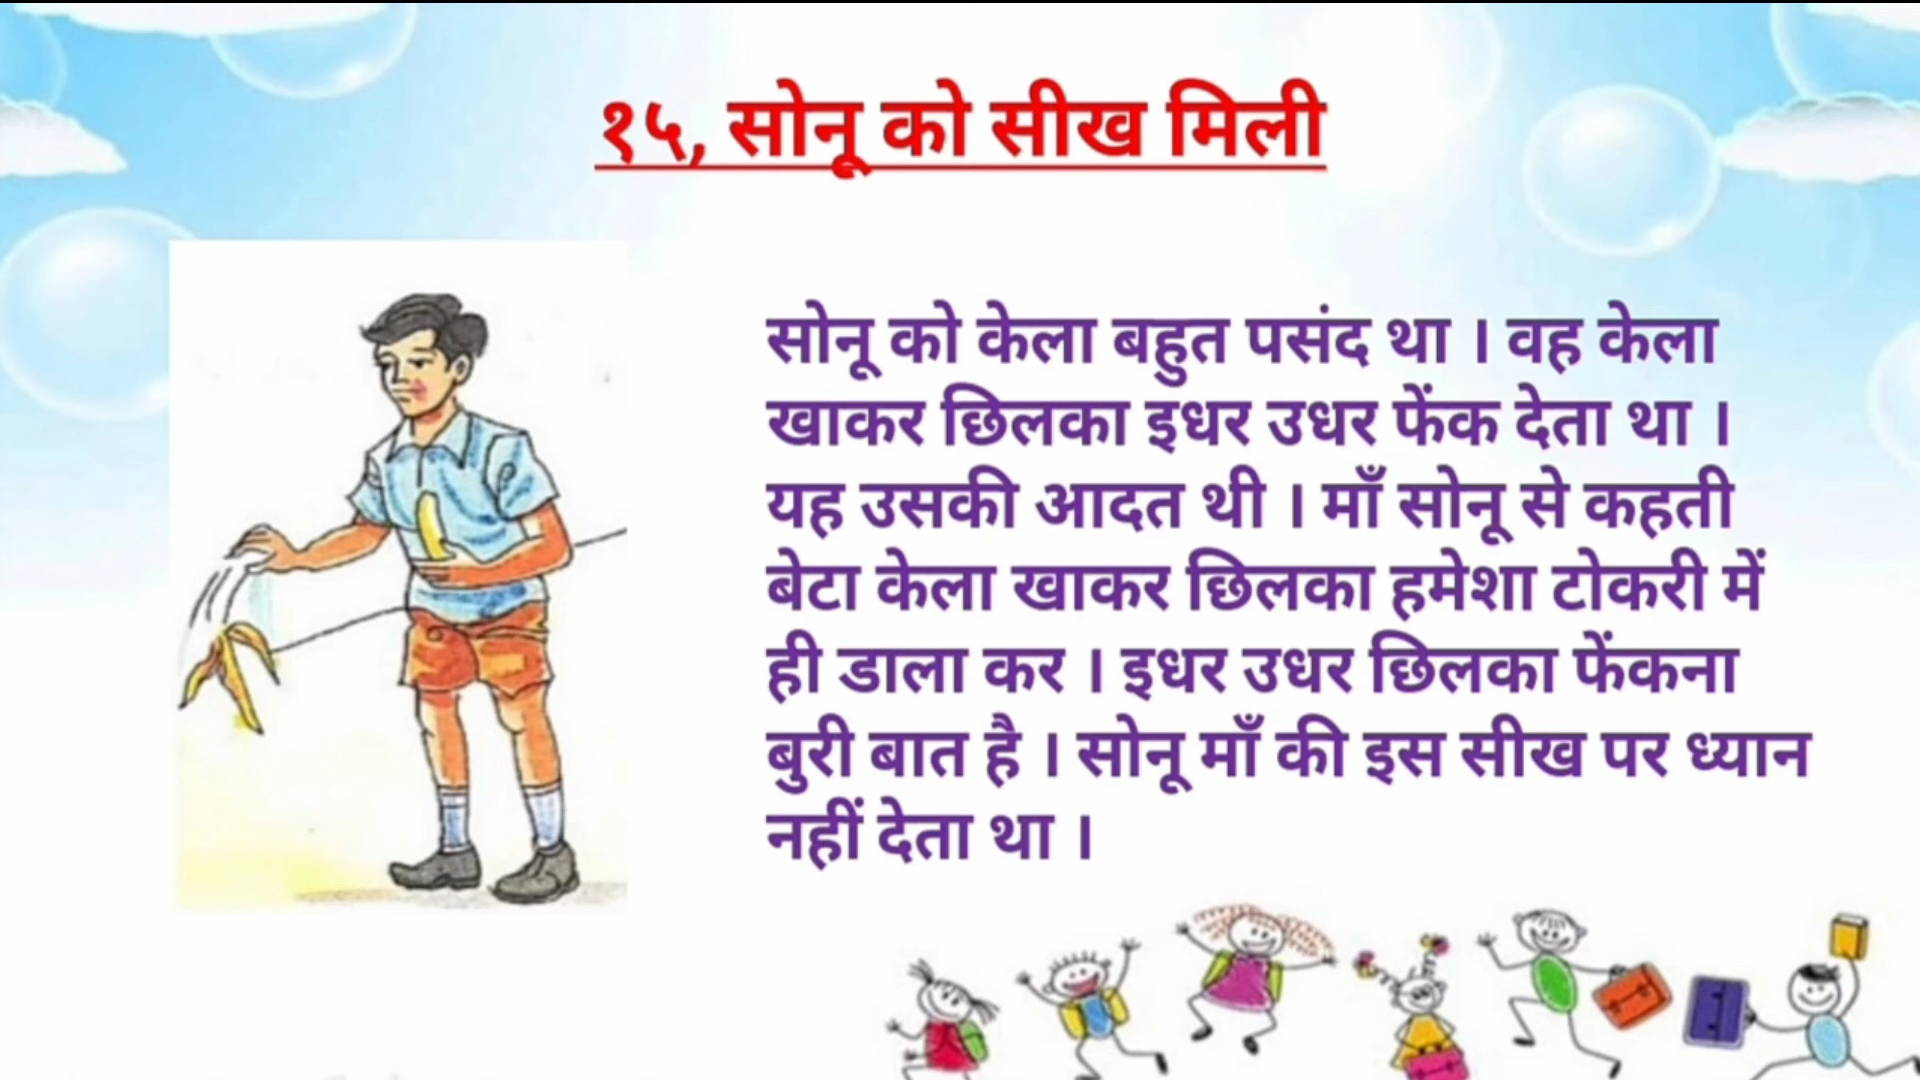 १५, सोनू को सीख मिली
सोनू को केला बहुत पसंद था । वह केला
खाकर छिलका इधर उधर फेंक देता था ।
यह उसकी आदत थी । माँ सोनू से कहती
बेटा केला खाकर छिलका हमेशा टोकरी में
ही डाला कर । इधर उधर छिलका फेंकना
बुरी बात है । सोनू माँ की इस सीख पर ध्यान
नहीं देता था ।